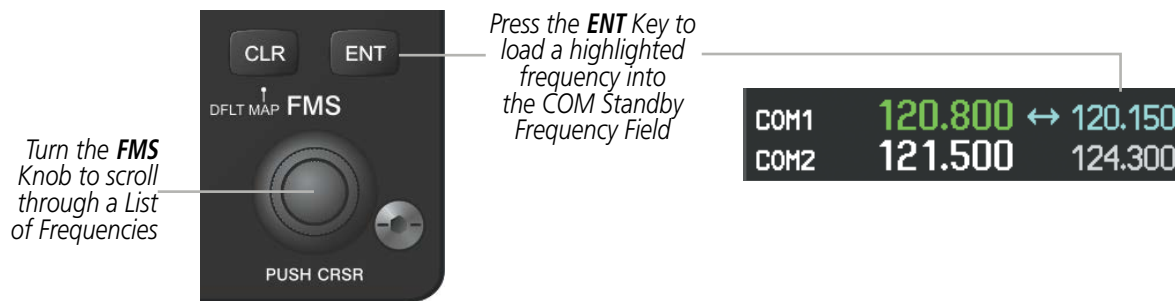 CLR
ENT
DFLT MAP
FMS
PUSH CRSR
Turn the FMS
Knob to scroll
through a List
of Frequencies
Press the ENT Key to
load a highlighted
frequency into
the COM Standby
Frequency Field
COM1 120.800 ↔ 120.150
COM2 121.500 124.300